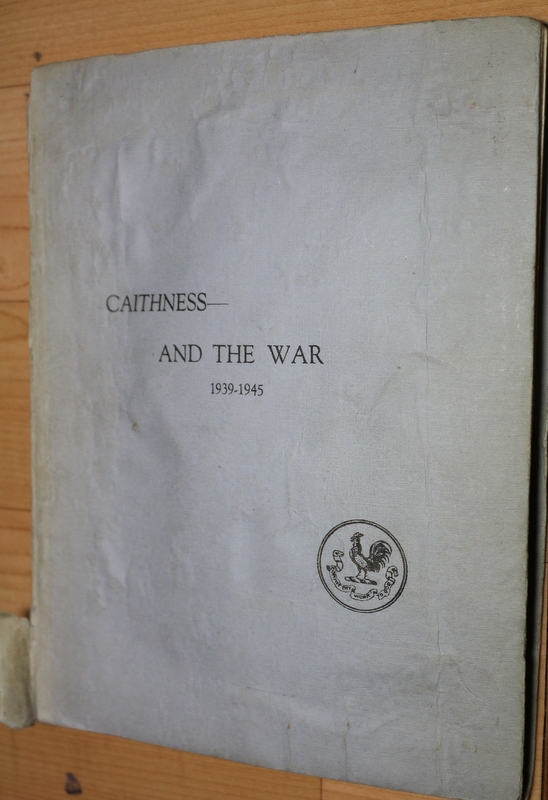 CAITHNESS—
AND THE WAR
1939-1945